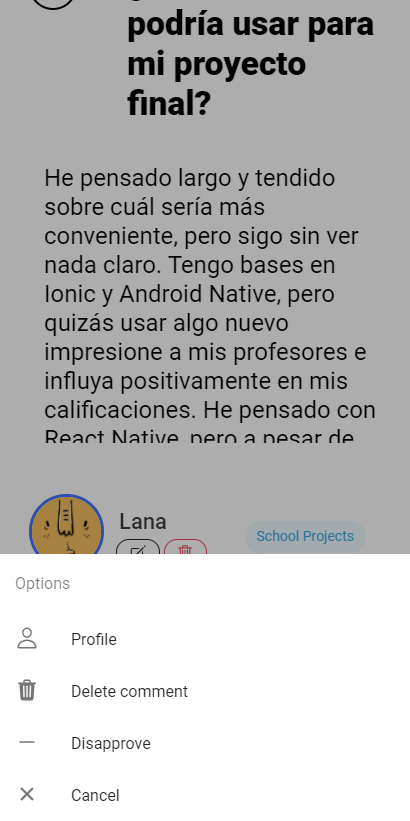 podría usar para
mi proyecto
final?
He pensado largo y tendido
sobre cuál sería más
conveniente, pero sigo sin ver
nada claro. Tengo bases en
Ionic y Android Native, pero
quizás usar algo nuevo
impresione a mis profesores e
influya positivamente en mis
calificaciones. He pensado con
React Native, pero a pesar de
Lana
School Projects
Options
Profile
Delete comment
Disapprove
Cancel